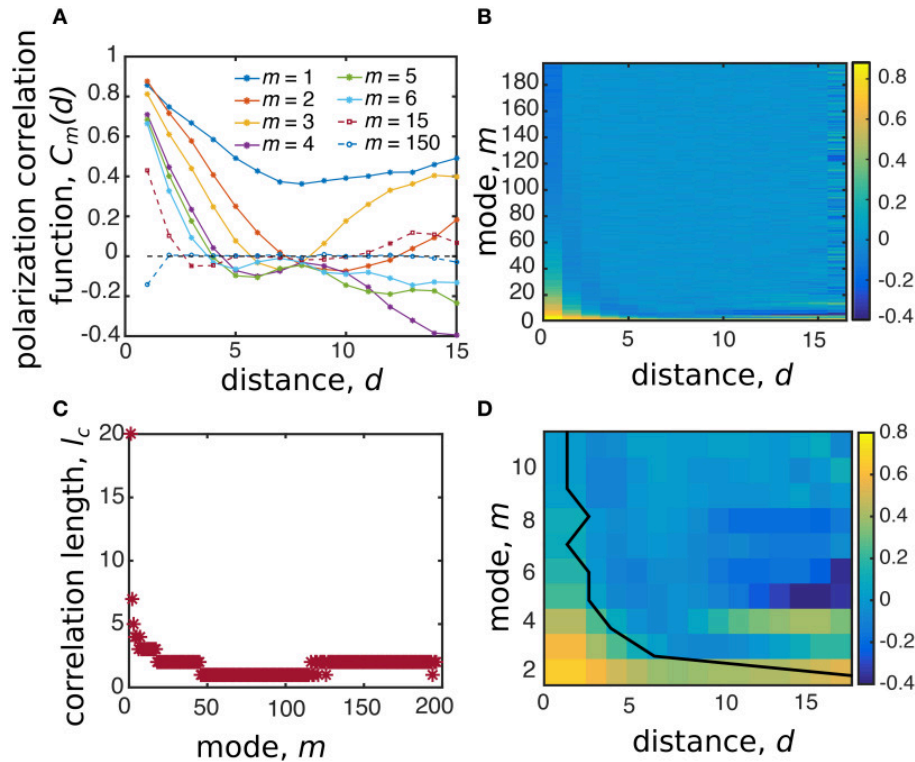 A
polarization correlation
function, C_m(d)
1
0.8
0.6
0.4
0.2
0
-0.2
-0.4
m = 1
m = 2
m = 3
m = 4
m = 5
m = 6
m = 15
m = 150
0
5
10
15
distance, d
B
mode, m
180
160
140
120
100
80
60
40
20
0
0
5
10
15
distance, d
0.8
0.6
0.4
0.2
0
-0.2
-0.4
C
correlation length, l_c
20
15
10
5
0
0
50
100
150
200
mode, m
D
mode, m
10
8
6
4
2
0
5
10
15
distance, d
0.8
0.6
0.4
0.2
0
-0.2
-0.4